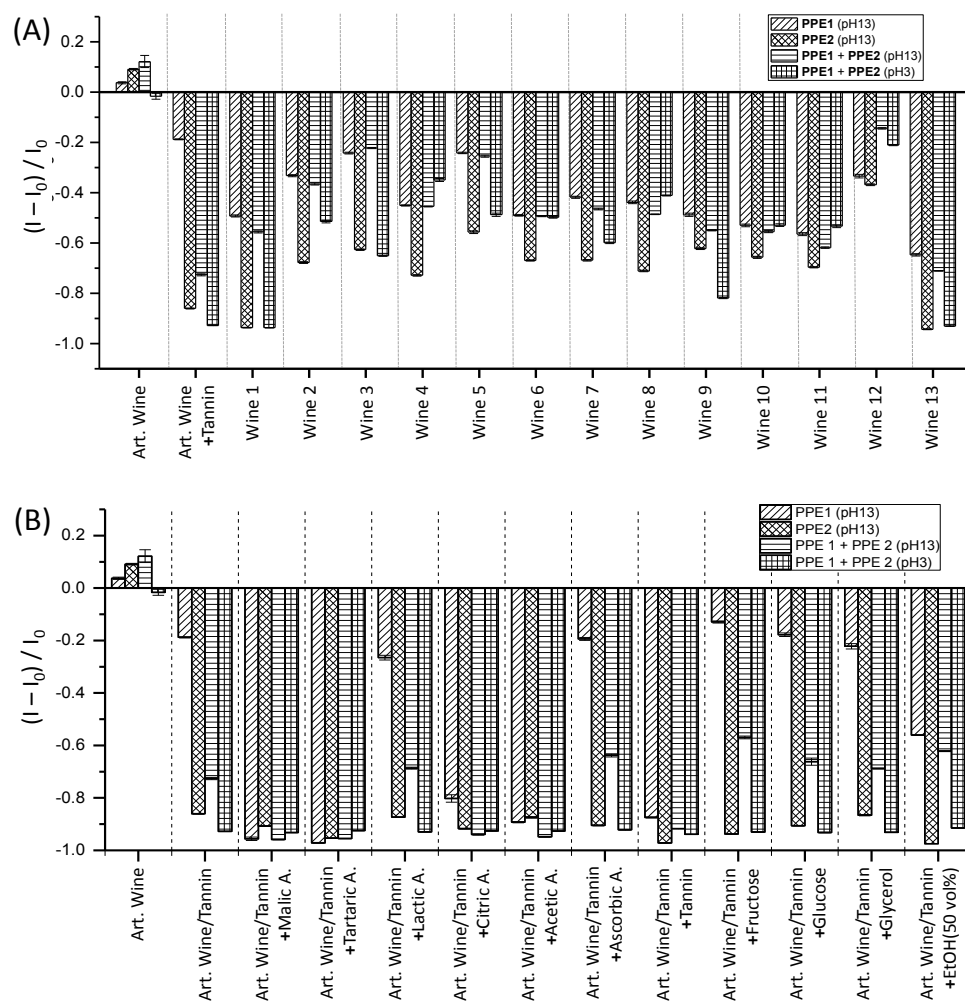 (A)
PPE1 (pH13)
PPE2 (pH13)
PPE1 + PPE2 (pH13)
PPE1 + PPE2 (pH3)
(I − I0) / I0
0.2
0.0
-0.2
-0.4
-0.6
-0.8
-1.0
Art. Wine
Art. Wine
+Tannin
Wine 1
Wine 2
Wine 3
Wine 4
Wine 5
Wine 6
Wine 7
Wine 8
Wine 9
Wine 10
Wine 11
Wine 12
Wine 13
(B)
PPE1 (pH13)
PPE2 (pH13)
PPE 1 + PPE 2 (pH13)
PPE 1 + PPE 2 (pH3)
(I − I0) / I0
0.2
0.0
-0.2
-0.4
-0.6
-0.8
-1.0
Art. Wine
Art. Wine/Tannin
Art. Wine/Tannin
+Malic A.
Art. Wine/Tannin
+Tartaric A.
Art. Wine/Tannin
+Lactic A.
Art. Wine/Tannin
+Citric A.
Art. Wine/Tannin
+Acetic A.
Art. Wine/Tannin
+Ascorbic A.
Art. Wine/Tannin
+Tannin
Art. Wine/Tannin
+Fructose
Art. Wine/Tannin
+Glucose
Art. Wine/Tannin
+Glycerol
Art. Wine/Tannin
+EtOH(50 vol%)